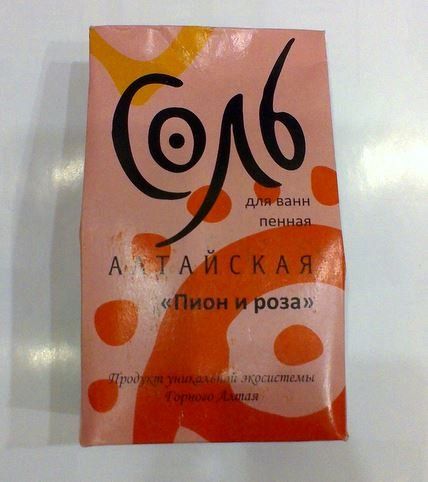 Соль
для ванн
пенная
АЛТАЙСКАЯ
«Пион и роза»
Продукт уникальной экосистемы
Горного Алтая